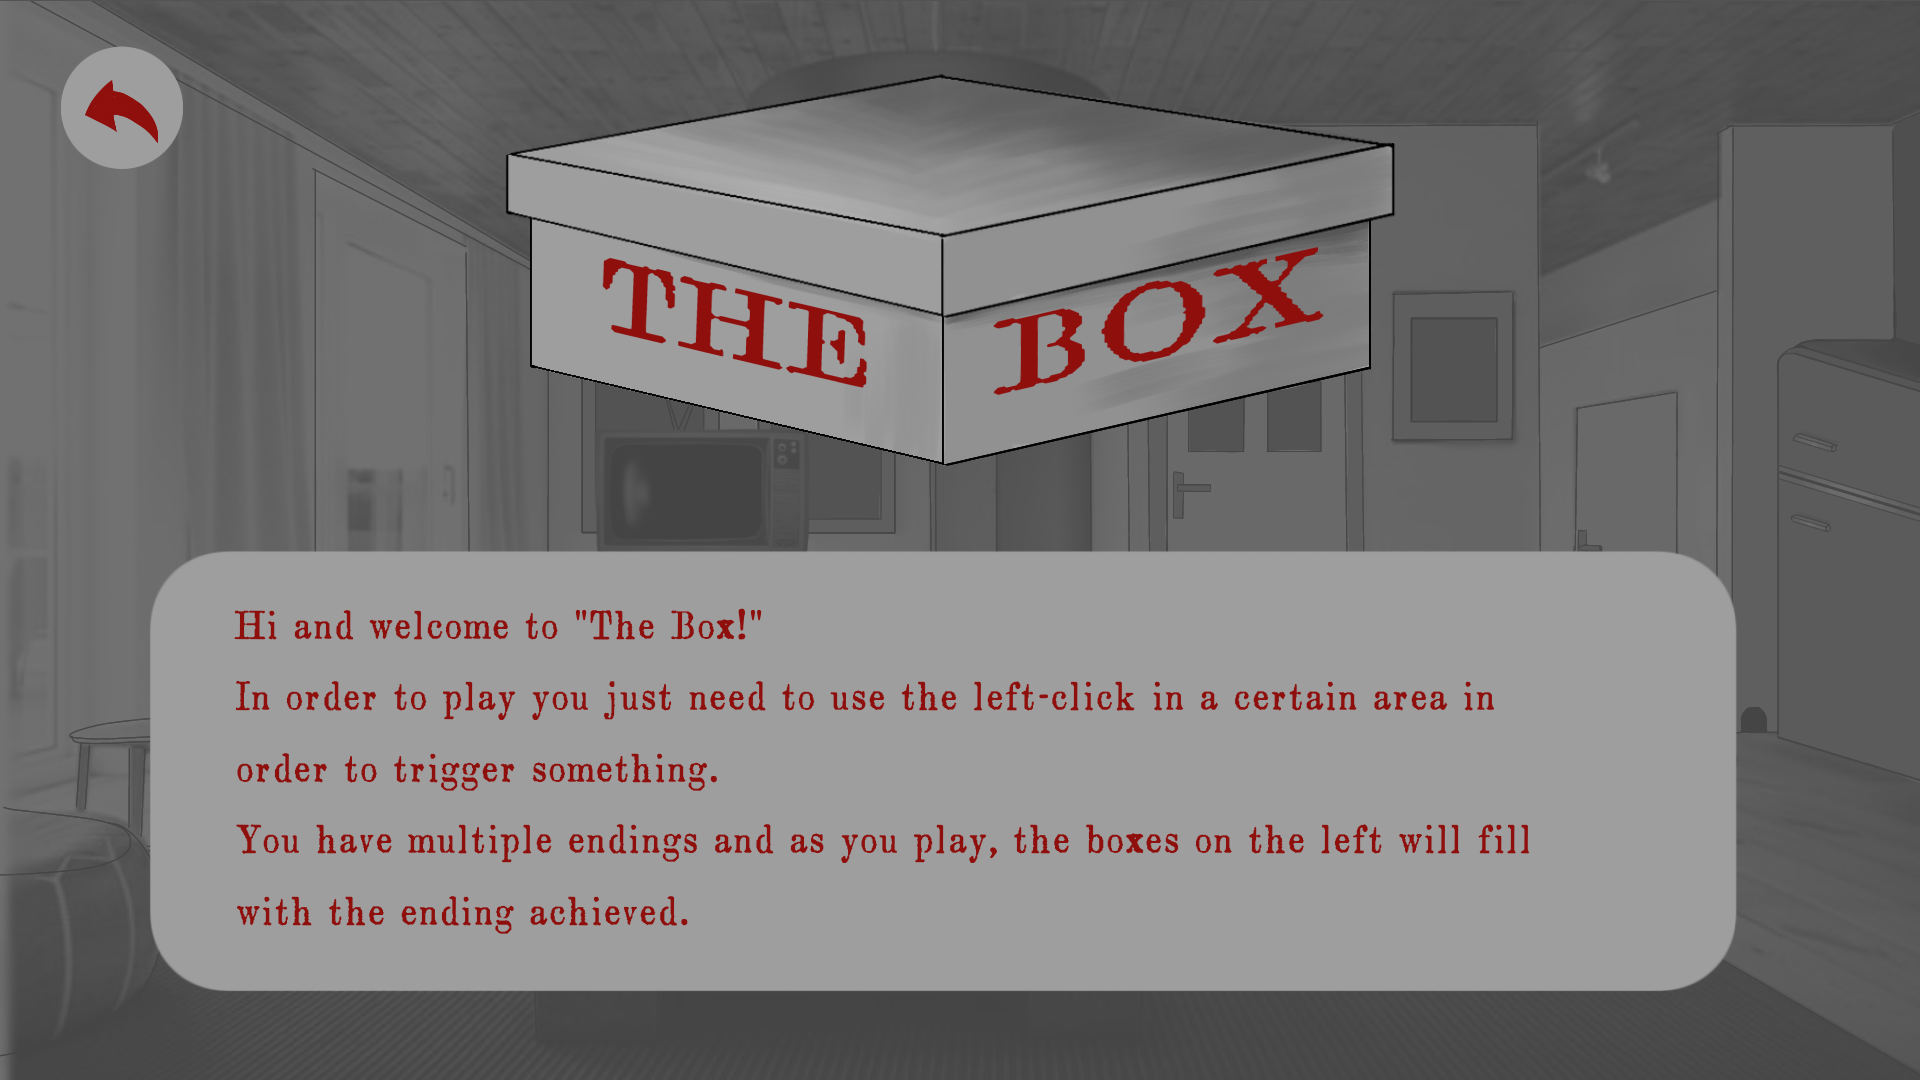 THE BOX
Hi and welcome to "The Box!"
In order to play you just need to use the left-click in a certain area in
order to trigger something.
You have multiple endings and as you play, the boxes on the left will fill
with the ending achieved.